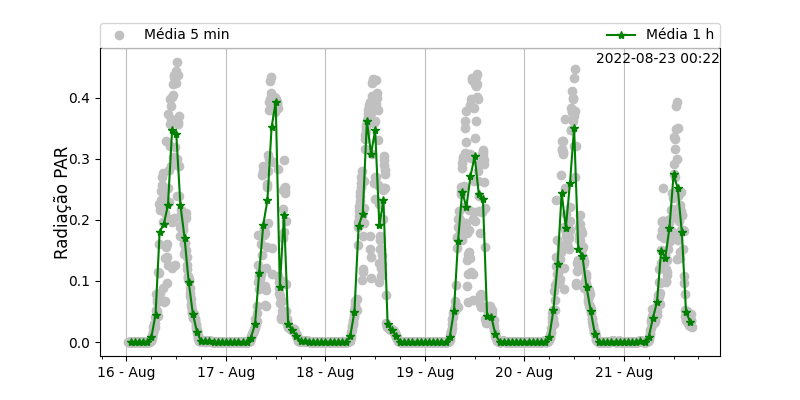 Média 5 min
Média 1 h
2022-08-23 00:22
Radiação PAR
0.4
0.3
0.2
0.1
0.0
16 - Aug
17 - Aug
18 - Aug
19 - Aug
20 - Aug
21 - Aug